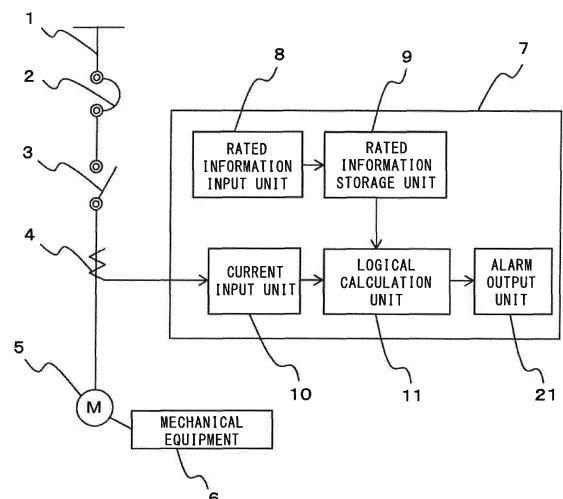 1
2
3
4
5
8
9
7
RATED
INFORMATION
INPUT UNIT
RATED
INFORMATION
STORAGE UNIT
CURRENT
INPUT UNIT
LOGICAL
CALCULATION
UNIT
ALARM
OUTPUT
UNIT
10
11
21
M
MECHANICAL
EQUIPMENT
6